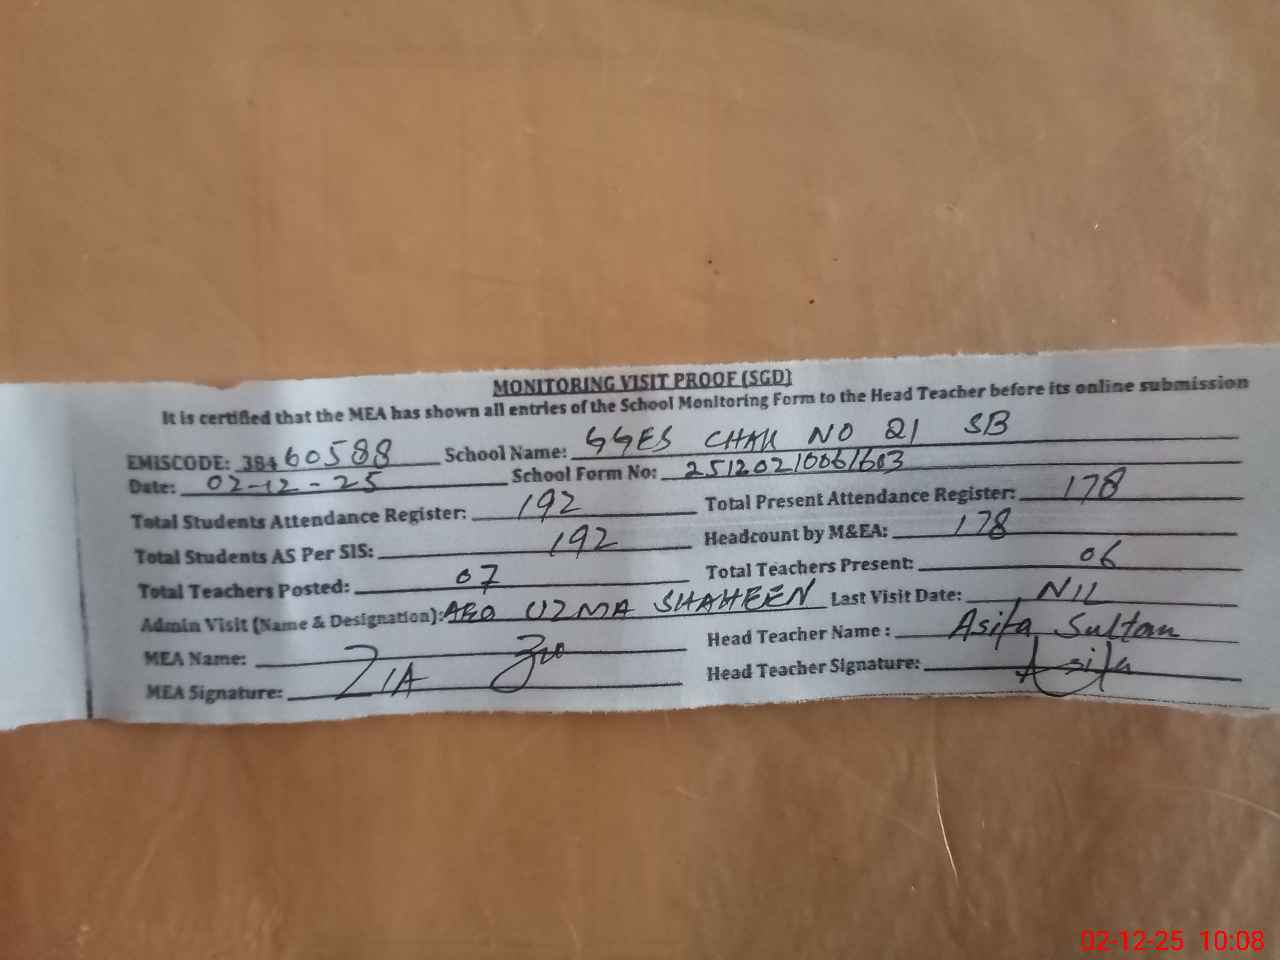 MONITORING VISIT PROOF (SGD)
It is certified that the MEA has shown all entries of the School Monitoring Form to the Head Teacher before its online submission
EMISCODE: 38460588 School Name: GGES CHAK NO 21 SB
Date: 02-12-25 School Form No: 25120210061603
Total Students Attendance Register: 192 Total Present Attendance Register: 178
Total Students AS Per SIS: 192 Headcount by M&EA: 178
Total Teachers Posted: 07 Total Teachers Present: 06
Admin Visit (Name & Designation): AEO UZMA SHAHEEN Last Visit Date: NIL
MEA Name: ZIA Head Teacher Name : Asifa Sultan
MEA Signature: Head Teacher Signature: Asifa
02-12-25 10:08